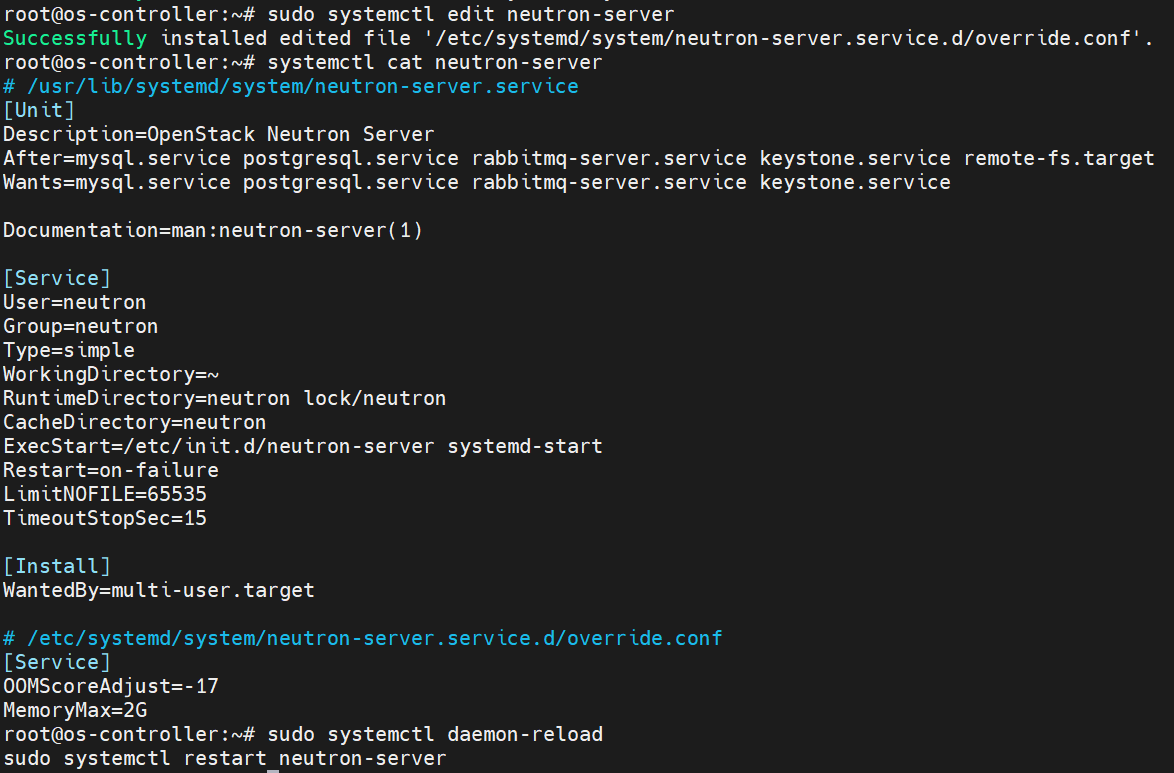 root@os-controller:~# sudo systemctl edit neutron-server
Successfully installed edited file '/etc/systemd/system/neutron-server.service.d/override.conf'.
root@os-controller:~# systemctl cat neutron-server
# /usr/lib/systemd/system/neutron-server.service
[Unit]
Description=OpenStack Neutron Server
After=mysql.service postgresql.service rabbitmq-server.service keystone.service remote-fs.target
Wants=mysql.service postgresql.service rabbitmq-server.service keystone.service

Documentation=man:neutron-server(1)

[Service]
User=neutron
Group=neutron
Type=simple
WorkingDirectory=~
RuntimeDirectory=neutron lock/neutron
CacheDirectory=neutron
ExecStart=/etc/init.d/neutron-server systemd-start
Restart=on-failure
LimitNOFILE=65535
TimeoutStopSec=15

[Install]
WantedBy=multi-user.target

# /etc/systemd/system/neutron-server.service.d/override.conf
[Service]
OOMScoreAdjust=-17
MemoryMax=2G
root@os-controller:~# sudo systemctl daemon-reload
sudo systemctl restart neutron-server